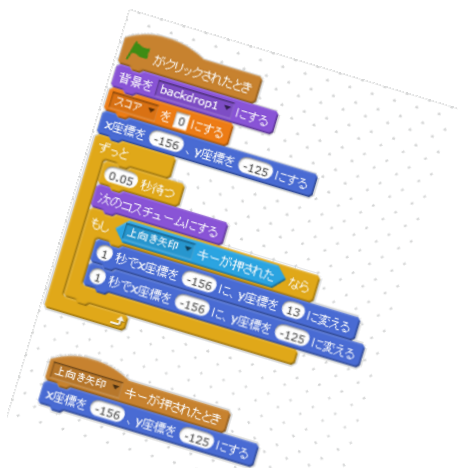 がクリックされたとき
背景を backdrop1 にする
スコア を 0 にする
x座標を -156 、y座標を -125 にする
ずっと
0.05 秒待つ
次のコスチュームにする
もし 上向き矢印 キーが押された なら
1 秒でx座標を -156 に、y座標を 13 に変える
1 秒でx座標を -156 に、y座標を -125 に変える
上向き矢印 キーが押されたとき
x座標を -156 、y座標を -125 にする